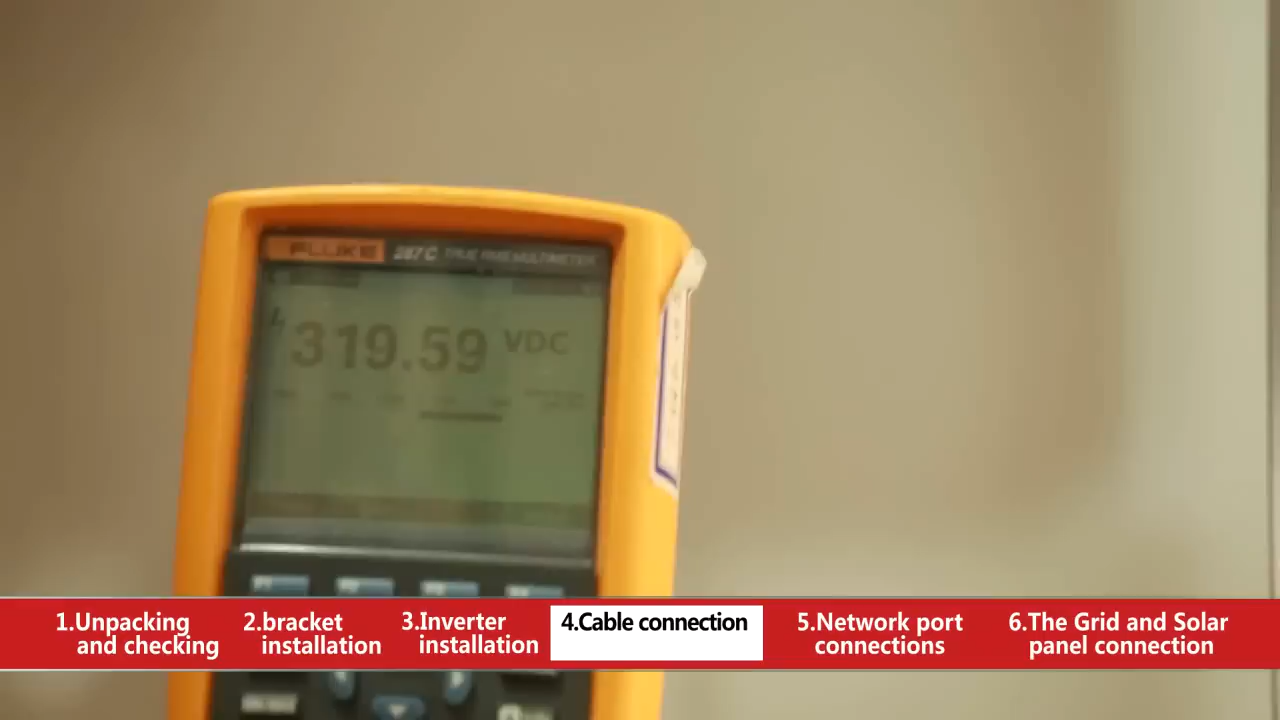 FLUKE 287C TRUE RMS MULTIMETER
319.59 VDC
1.Unpacking
and checking
2.bracket
installation
3.Inverter
installation
4.Cable connection
5.Network port
connections
6.The Grid and Solar
panel connection